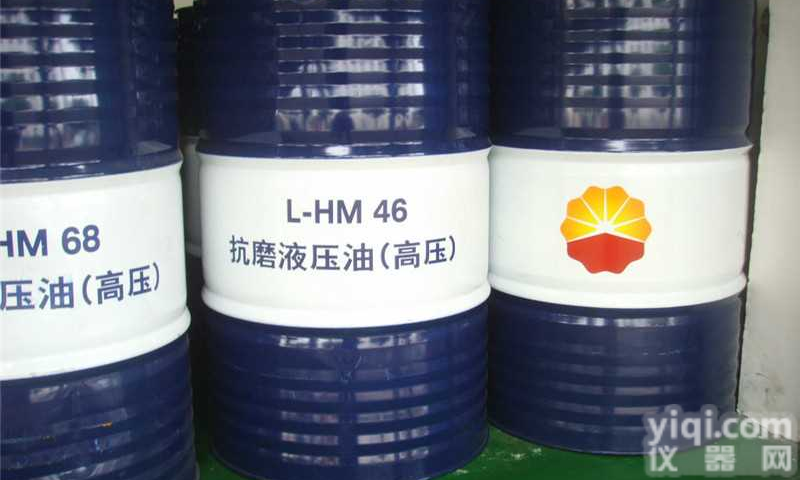 HM 68
压油(高压)
L-HM 46
抗磨液压油(高压)
yiqi.com
仪器网